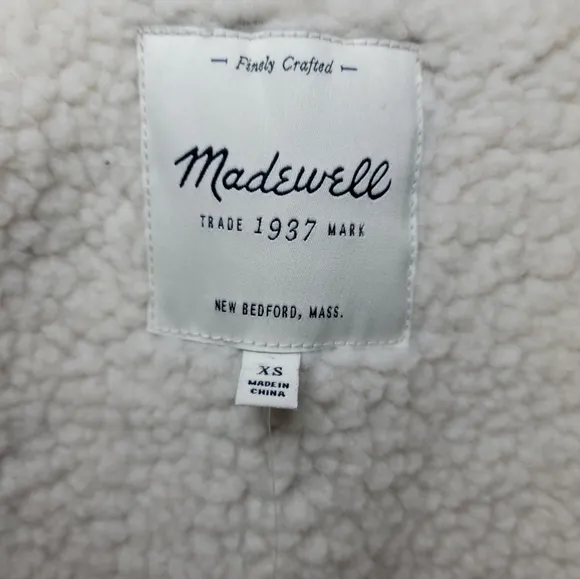 Finely Crafted
Madewell
TRADE 1937 MARK
NEW BEDFORD, MASS.
XS
MADE IN
CHINA